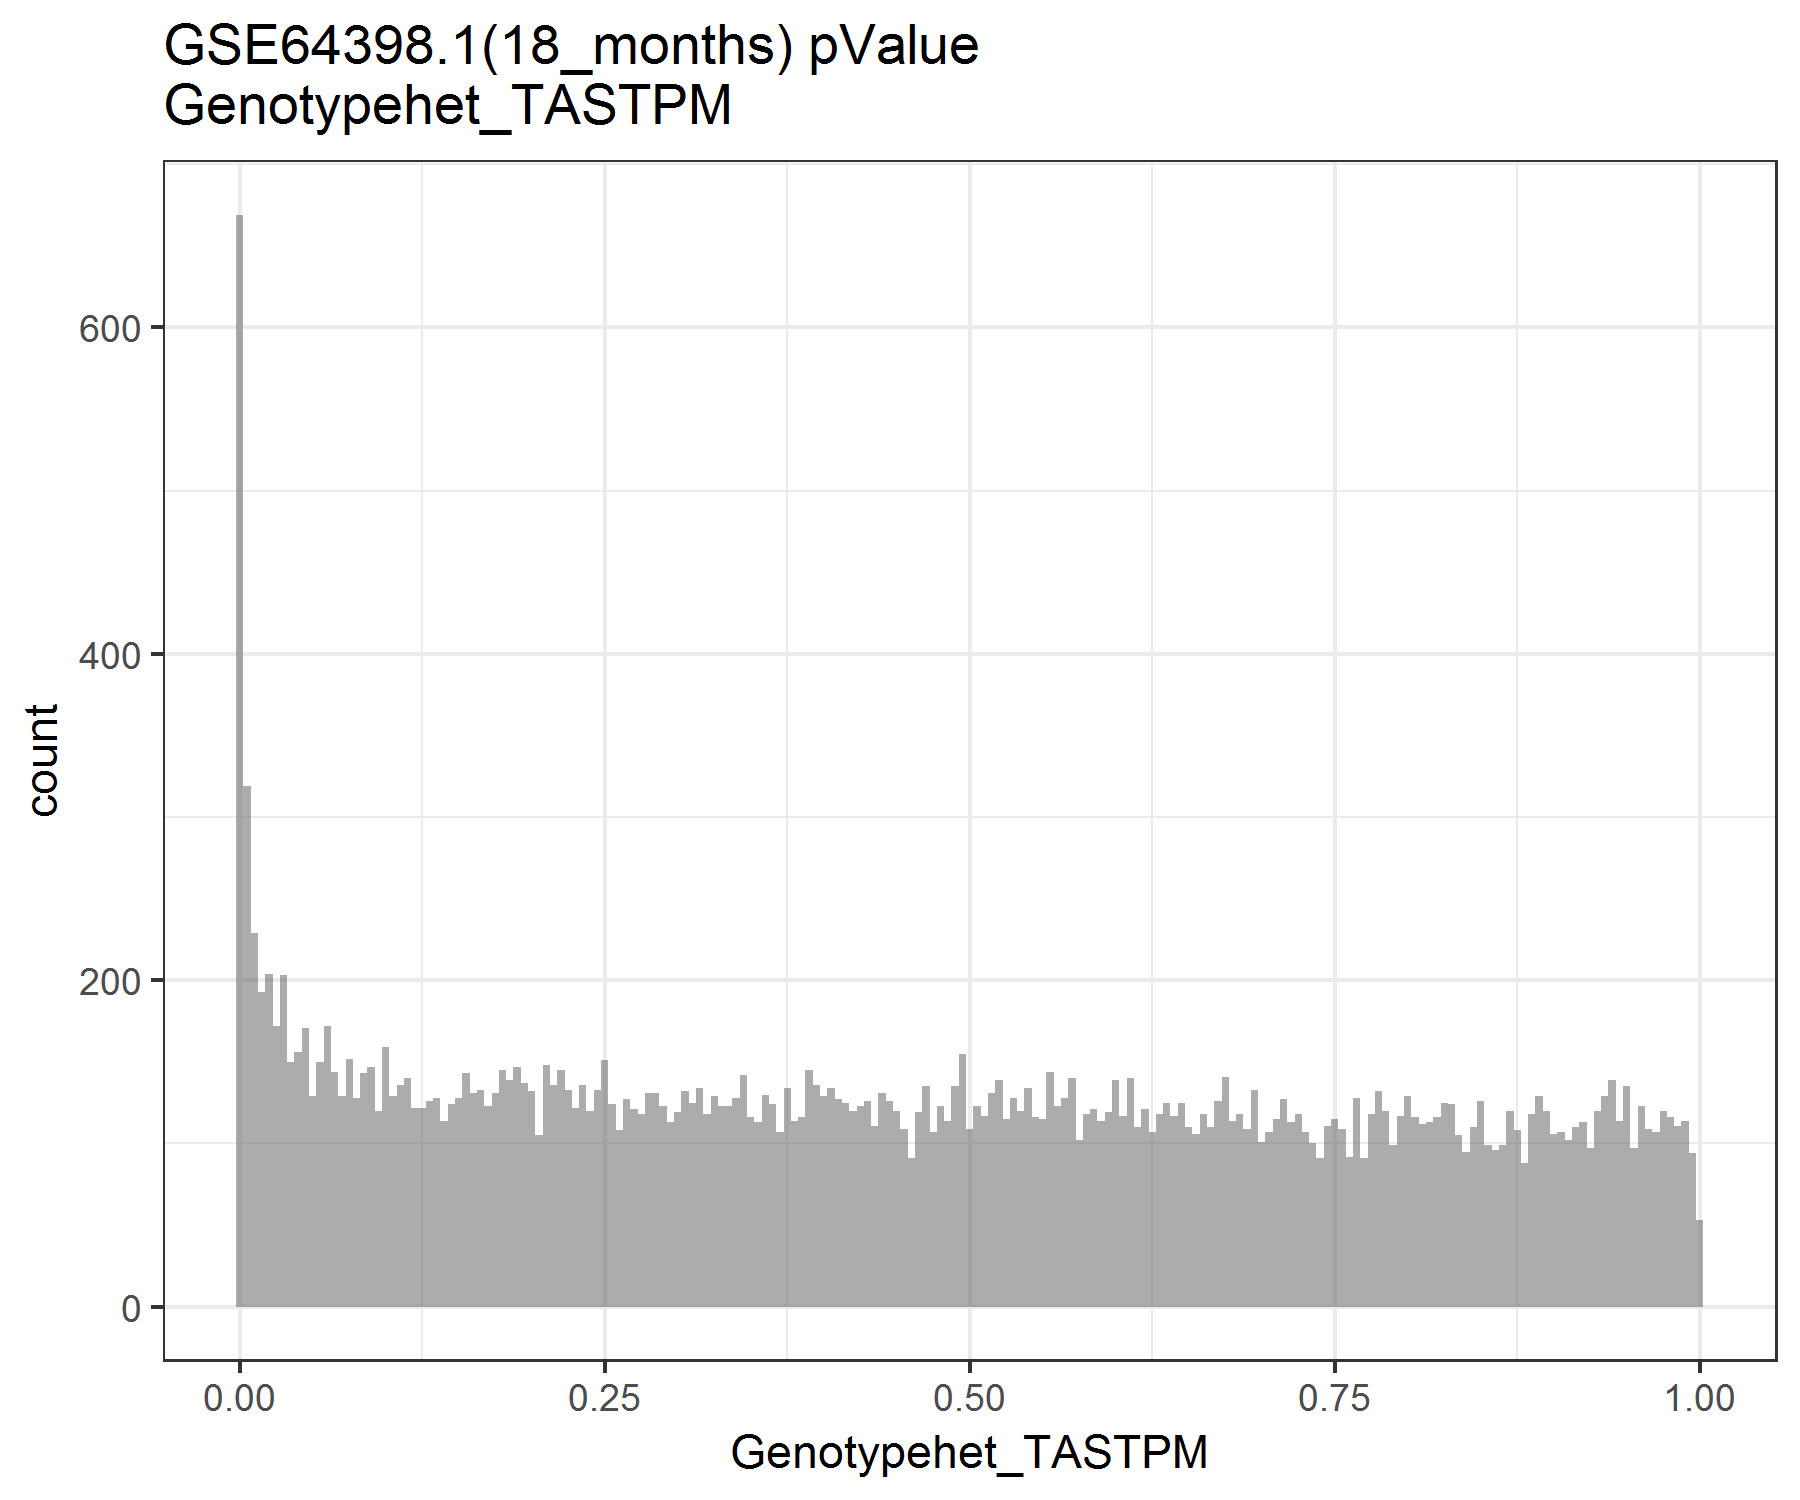 GSE64398.1(18_months) pValue
Genotypehet_TASTPM
600
400
200
0
count
0.00 0.25 0.50 0.75 1.00
Genotypehet_TASTPM